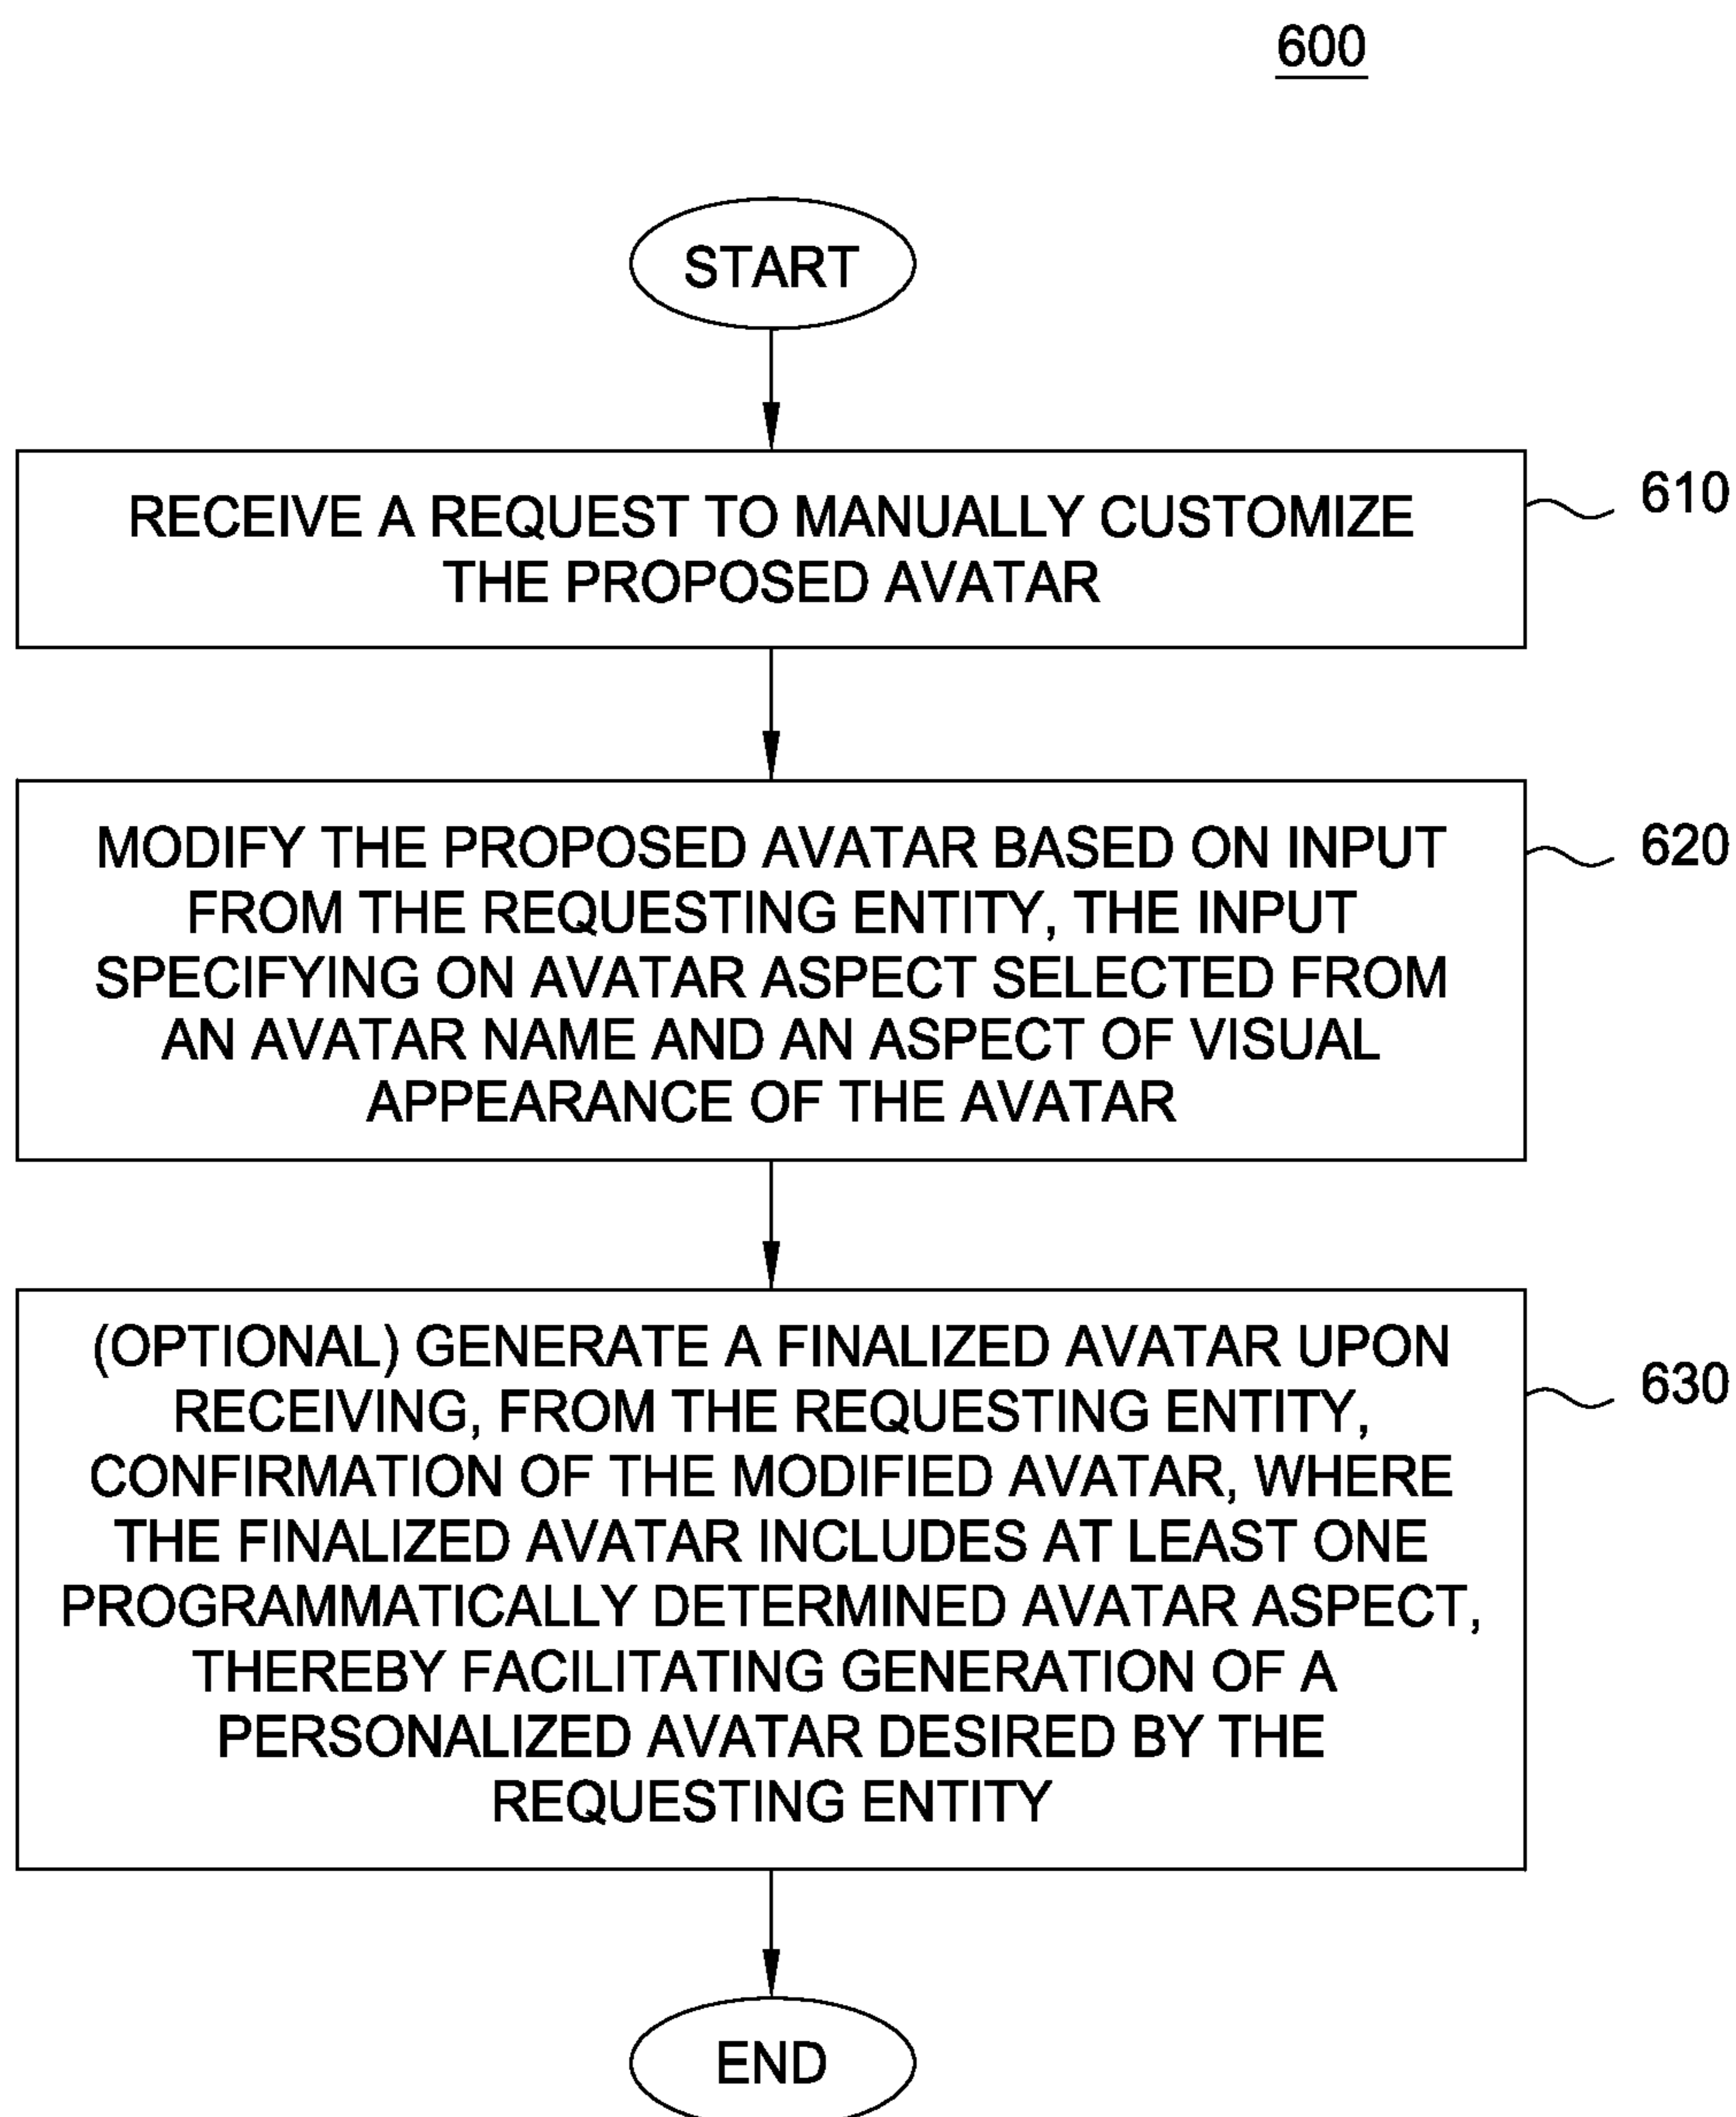 600
START
RECEIVE A REQUEST TO MANUALLY CUSTOMIZE
THE PROPOSED AVATAR
610
MODIFY THE PROPOSED AVATAR BASED ON INPUT
FROM THE REQUESTING ENTITY, THE INPUT
SPECIFYING ON AVATAR ASPECT SELECTED FROM
AN AVATAR NAME AND AN ASPECT OF VISUAL
APPEARANCE OF THE AVATAR
620
(OPTIONAL) GENERATE A FINALIZED AVATAR UPON
RECEIVING, FROM THE REQUESTING ENTITY,
CONFIRMATION OF THE MODIFIED AVATAR, WHERE
THE FINALIZED AVATAR INCLUDES AT LEAST ONE
PROGRAMMATICALLY DETERMINED AVATAR ASPECT,
THEREBY FACILITATING GENERATION OF A
PERSONALIZED AVATAR DESIRED BY THE
REQUESTING ENTITY
630
END